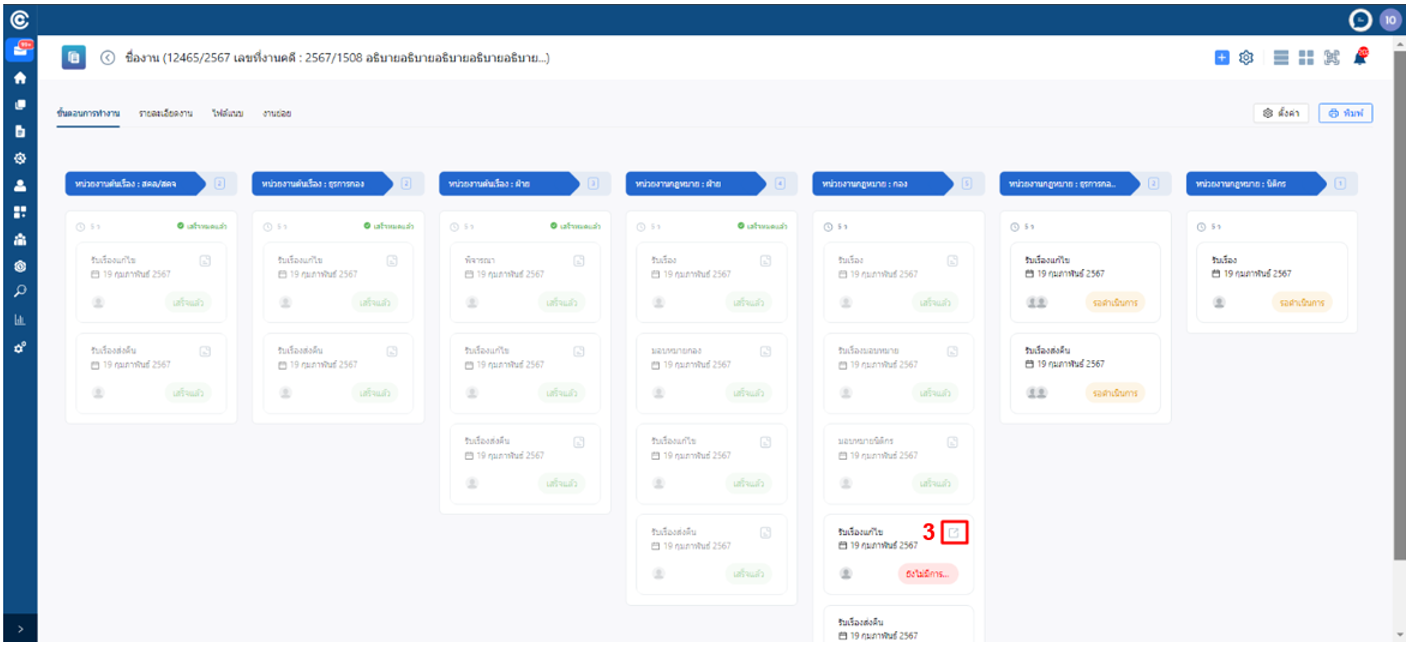 99+
10
ชื่องาน (12465/2567 เลขที่งานคดี : 2567/1508 อธิบายอธิบายอธิบายอธิบายอธิบาย...)
ขั้นตอนการทำงาน รายละเอียดงาน ไฟล์แนบ งานย่อย
ตั้งค่า พิมพ์
หน่วยงานต้นเรื่อง : สคล/สคจ 2
หน่วยงานต้นเรื่อง : ธุรการกอง 2
หน่วยงานต้นเรื่อง : ฝ่าย 3
หน่วยงานกฎหมาย : ฝ่าย 4
หน่วยงานกฎหมาย : กอง 5
หน่วยงานกฎหมาย : ธุรการกอ... 2
หน่วยงานกฎหมาย : นิติกร 1
เสร็จหมดแล้ว
รับเรื่องแก้ไข
19 กุมภาพันธ์ 2567
เสร็จแล้ว
รับเรื่องส่งคืน
19 กุมภาพันธ์ 2567
เสร็จแล้ว
เสร็จหมดแล้ว
รับเรื่องแก้ไข
19 กุมภาพันธ์ 2567
เสร็จแล้ว
รับเรื่องส่งคืน
19 กุมภาพันธ์ 2567
เสร็จแล้ว
เสร็จหมดแล้ว
พิจารณา
19 กุมภาพันธ์ 2567
เสร็จแล้ว
รับเรื่องแก้ไข
19 กุมภาพันธ์ 2567
เสร็จแล้ว
รับเรื่องส่งคืน
19 กุมภาพันธ์ 2567
เสร็จแล้ว
เสร็จหมดแล้ว
รับเรื่อง
19 กุมภาพันธ์ 2567
เสร็จแล้ว
มอบหมายกอง
19 กุมภาพันธ์ 2567
เสร็จแล้ว
รับเรื่องแก้ไข
19 กุมภาพันธ์ 2567
เสร็จแล้ว
รับเรื่องส่งคืน
19 กุมภาพันธ์ 2567
เสร็จแล้ว
รับเรื่อง
19 กุมภาพันธ์ 2567
เสร็จแล้ว
รับเรื่องมอบหมาย
19 กุมภาพันธ์ 2567
เสร็จแล้ว
มอบหมายนิติกร
19 กุมภาพันธ์ 2567
เสร็จแล้ว
รับเรื่องแก้ไข
3
19 กุมภาพันธ์ 2567
ยังไม่มีการ...
รับเรื่องส่งคืน
19 กุมภาพันธ์ 2567
รับเรื่องแก้ไข
19 กุมภาพันธ์ 2567
รอดำเนินการ
รับเรื่องส่งคืน
19 กุมภาพันธ์ 2567
รอดำเนินการ
รับเรื่อง
19 กุมภาพันธ์ 2567
รอดำเนินการ